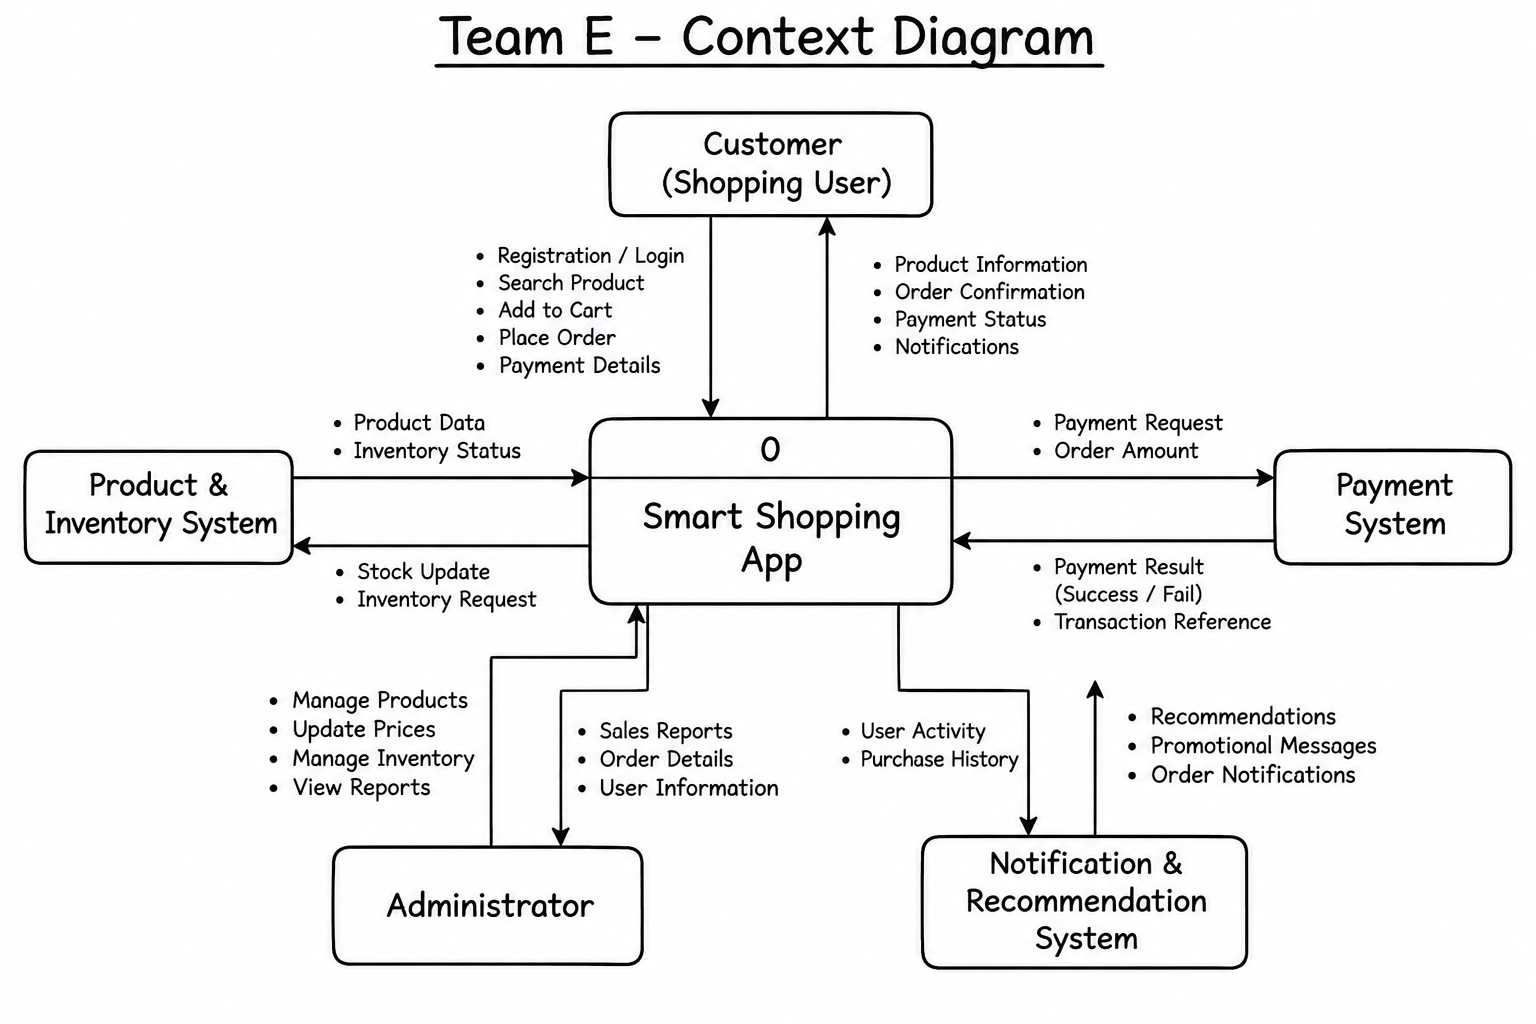 Team E – Context Diagram
Customer
(Shopping User)
• Registration / Login
• Search Product
• Add to Cart
• Place Order
• Payment Details
• Product Information
• Order Confirmation
• Payment Status
• Notifications
• Product Data
• Inventory Status
• Payment Request
• Order Amount
Product &
Inventory System
0
Smart Shopping
App
Payment
System
• Stock Update
• Inventory Request
• Payment Result
(Success / Fail)
• Transaction Reference
• Manage Products
• Update Prices
• Manage Inventory
• View Reports
• Sales Reports
• Order Details
• User Information
• User Activity
• Purchase History
• Recommendations
• Promotional Messages
• Order Notifications
Administrator
Notification &
Recommendation
System